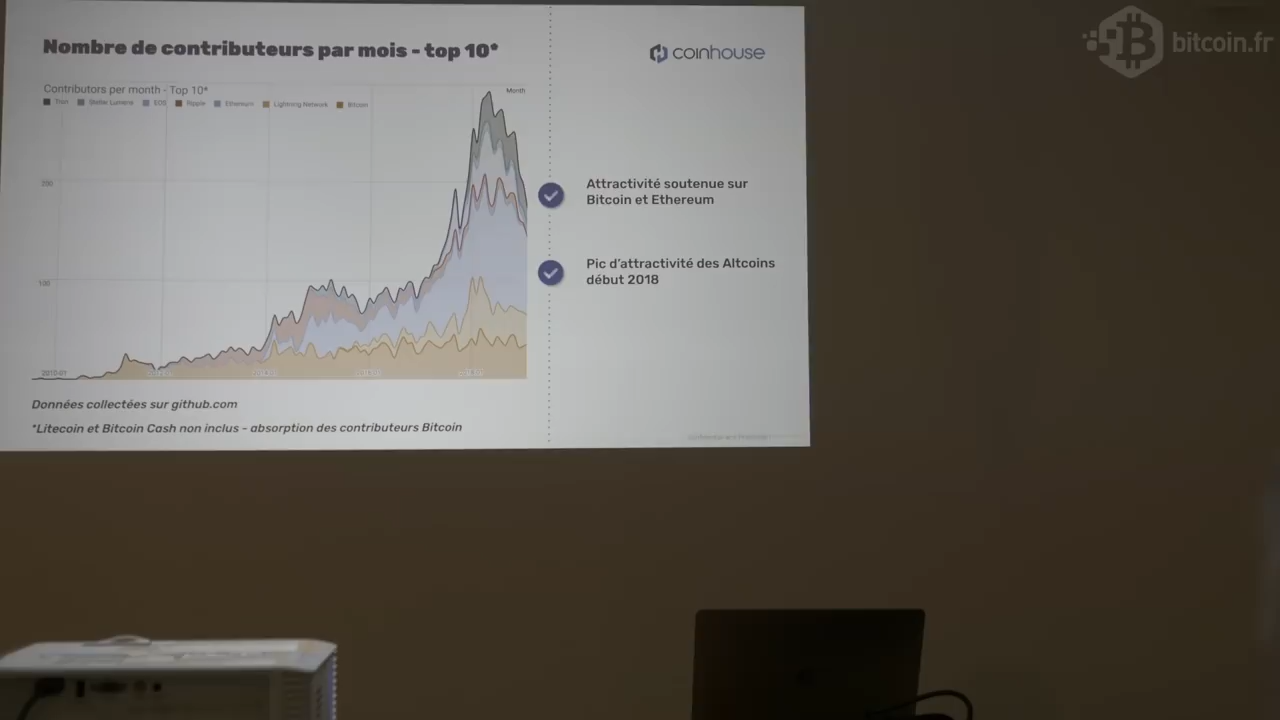 Nombre de contributeurs par mois - top 10*
coinhouse
bitcoin.fr
Contributors per month - Top 10*
Month
Tron Stellar Lumens EOS Ripple Ethereum Lightning Network Bitcoin
200
100
2010-01
Attractivité soutenue sur
Bitcoin et Ethereum
Pic d'attractivité des Altcoins
début 2018
Données collectées sur github.com
*Litecoin et Bitcoin Cash non inclus - absorption des contributeurs Bitcoin